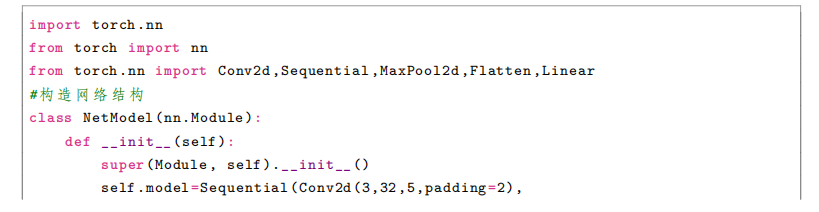 import torch.nn
from torch import nn
from torch.nn import Conv2d,Sequential,MaxPool2d,Flatten,Linear
#构造网络结构
class NetModel(nn.Module):
    def __init__(self):
        super(Module, self).__init__()
        self.model=Sequential(Conv2d(3,32,5,padding=2),